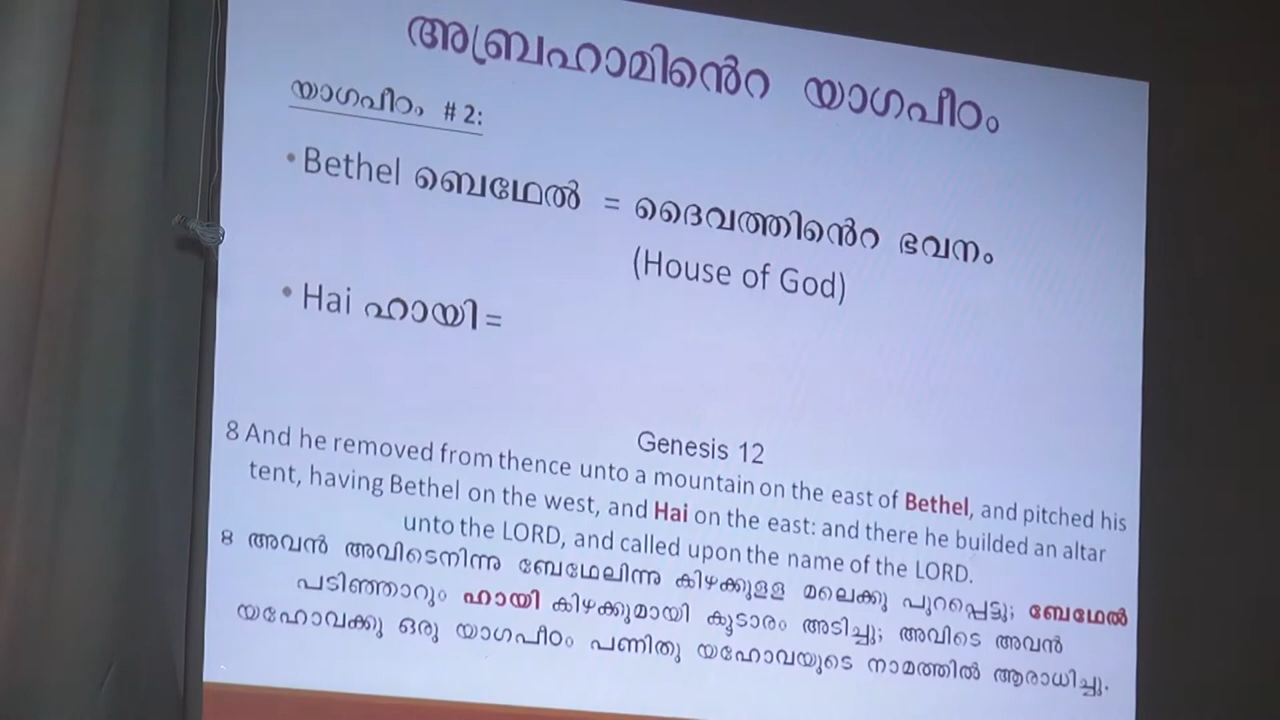 അബ്രഹാമിൻെറ യാഗപീഠം
യാഗപീഠം # 2:
• Bethel ബെഥേൽ = ദൈവത്തിൻെറ ഭവനം
(House of God)
• Hai ഹായി =
Genesis 12
8 And he removed from thence unto a mountain on the east of Bethel, and pitched his
tent, having Bethel on the west, and Hai on the east: and there he builded an altar
unto the LORD, and called upon the name of the LORD.
8 അവൻ അവിടെനിന്നു ബേഥേലിന്നു കിഴക്കുള്ള മലെക്കു പുറപ്പെട്ടു; ബേഥേൽ
പടിഞ്ഞാറും ഹായി കിഴക്കുമായി കൂടാരം അടിച്ചു; അവിടെ അവൻ
യഹോവക്കു ഒരു യാഗപീഠം പണിതു യഹോവയുടെ നാമത്തിൽ ആരാധിച്ചു.